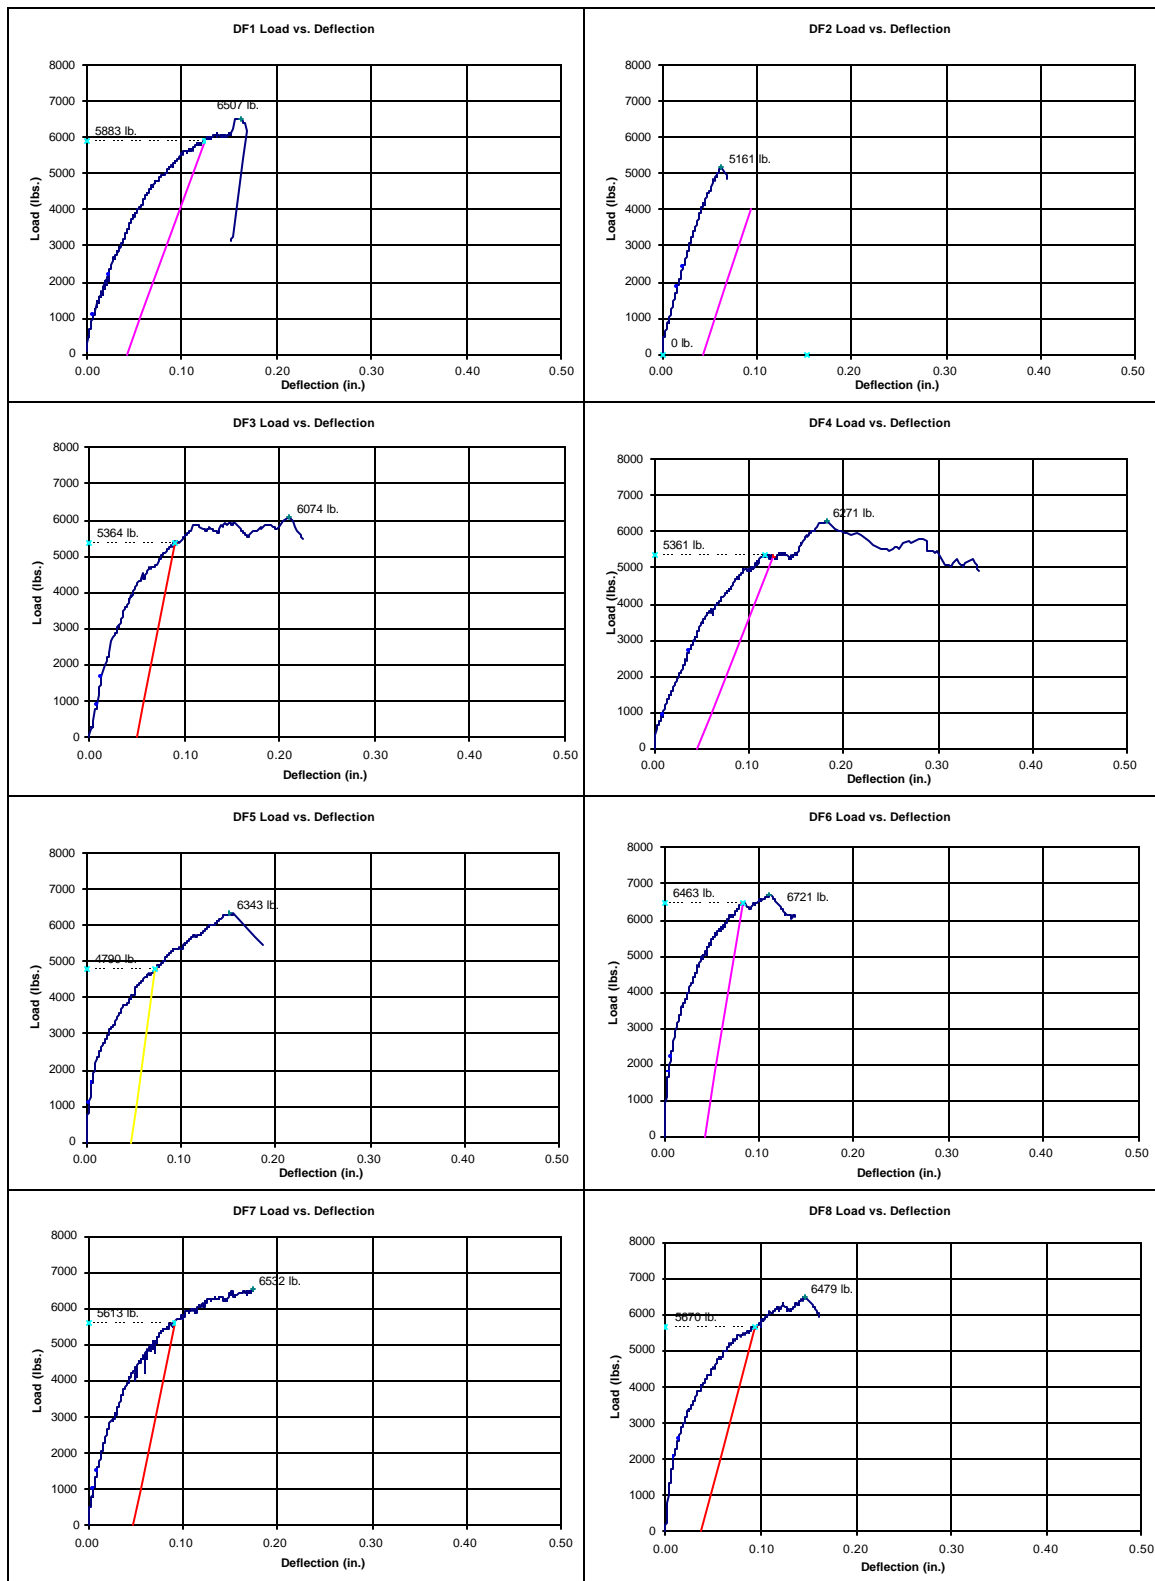 DF1 Load vs. Deflection
8000
7000
6000
5000
4000
3000
2000
1000
0
Load (lbs.)
6507 lb.
5883 lb.
0.00 0.10 0.20 0.30 0.40 0.50
Deflection (in.)
DF2 Load vs. Deflection
8000
7000
6000
5000
4000
3000
2000
1000
0
Load (lbs.)
5161 lb.
0 lb.
0.00 0.10 0.20 0.30 0.40 0.50
Deflection (in.)
DF3 Load vs. Deflection
8000
7000
6000
5000
4000
3000
2000
1000
0
Load (lbs.)
6074 lb.
5364 lb.
0.00 0.10 0.20 0.30 0.40 0.50
Deflection (in.)
DF4 Load vs. Deflection
8000
7000
6000
5000
4000
3000
2000
1000
0
Load (lbs.)
6271 lb.
5361 lb.
0.00 0.10 0.20 0.30 0.40 0.50
Deflection (in.)
DF5 Load vs. Deflection
8000
7000
6000
5000
4000
3000
2000
1000
0
Load (lbs.)
6343 lb.
4790 lb.
0.00 0.10 0.20 0.30 0.40 0.50
Deflection (in.)
DF6 Load vs. Deflection
8000
7000
6000
5000
4000
3000
2000
1000
0
Load (lbs.)
6463 lb.
6721 lb.
0.00 0.10 0.20 0.30 0.40 0.50
Deflection (in.)
DF7 Load vs. Deflection
8000
7000
6000
5000
4000
3000
2000
1000
0
Load (lbs.)
6532 lb.
5613 lb.
0.00 0.10 0.20 0.30 0.40 0.50
Deflection (in.)
DF8 Load vs. Deflection
8000
7000
6000
5000
4000
3000
2000
1000
0
Load (lbs.)
6479 lb.
5670 lb.
0.00 0.10 0.20 0.30 0.40 0.50
Deflection (in.)